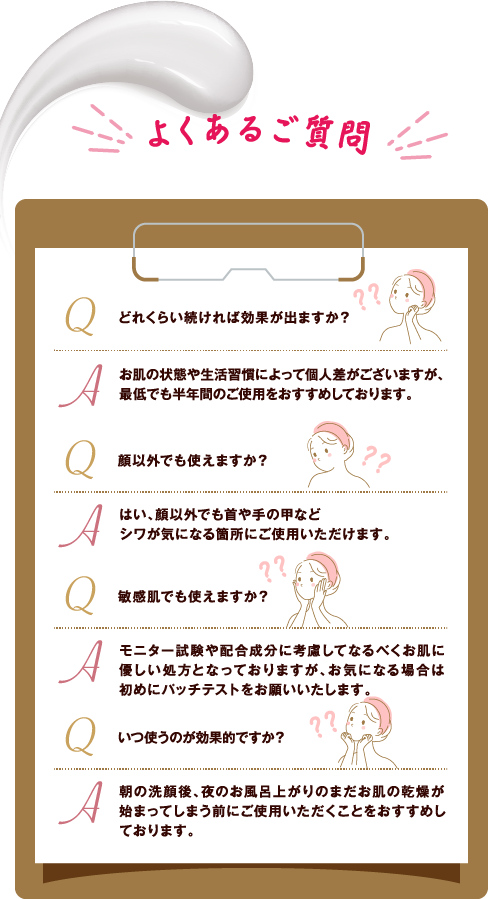 よくあるご質問
??
Q どれくらい続ければ効果が出ますか？
A お肌の状態や生活習慣によって個人差がございますが、
最低でも半年間のご使用をおすすめしております。
Q 顔以外でも使えますか？
??
A はい、顔以外でも首や手の甲など
シワが気になる箇所にご使用いただけます。
??
Q 敏感肌でも使えますか？
A モニター試験や配合成分に考慮してなるべくお肌に
優しい処方となっておりますが、お気になる場合は
初めにパッチテストをお願いいたします。
??
Q いつ使うのが効果的ですか？
A 朝の洗顔後、夜のお風呂上がりのまだお肌の乾燥が
始まってしまう前にご使用いただくことをおすすめし
ております。